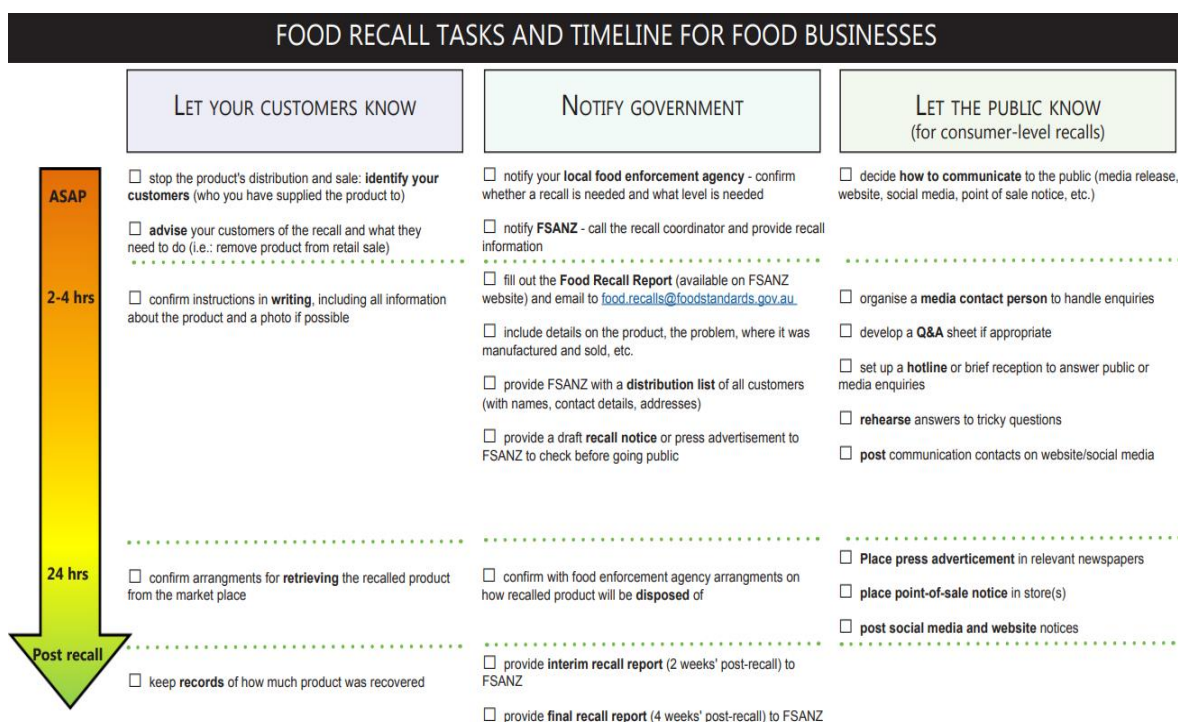 FOOD RECALL TASKS AND TIMELINE FOR FOOD BUSINESSES
LET YOUR CUSTOMERS KNOW
NOTIFY GOVERNMENT
LET THE PUBLIC KNOW
(for consumer-level recalls)
ASAP
☐ stop the product's distribution and sale: identify your
customers (who you have supplied the product to)
☐ advise your customers of the recall and what they
need to do (i.e.: remove product from retail sale)
☐ notify your local food enforcement agency - confirm
whether a recall is needed and what level is needed
☐ notify FSANZ - call the recall coordinator and provide recall
information
☐ decide how to communicate to the public (media release,
website, social media, point of sale notice, etc.)
2-4 hrs
☐ confirm instructions in writing, including all information
about the product and a photo if possible
☐ fill out the Food Recall Report (available on FSANZ
website) and email to food.recalls@foodstandards.gov.au
☐ include details on the product, the problem, where it was
manufactured and sold, etc.
☐ provide FSANZ with a distribution list of all customers
(with names, contact details, addresses)
☐ provide a draft recall notice or press advertisement to
FSANZ to check before going public
☐ organise a media contact person to handle enquiries
☐ develop a Q&A sheet if appropriate
☐ set up a hotline or brief reception to answer public or
media enquiries
☐ rehearse answers to tricky questions
☐ post communication contacts on website/social media
24 hrs
☐ confirm arrangments for retrieving the recalled product
from the market place
☐ confirm with food enforcement agency arrangments on
how recalled product will be disposed of
☐ Place press adverticement in relevant newspapers
☐ place point-of-sale notice in store(s)
☐ post social media and website notices
Post recall
☐ keep records of how much product was recovered
☐ provide interim recall report (2 weeks' post-recall) to
FSANZ
☐ provide final recall report (4 weeks' post-recall) to FSANZ